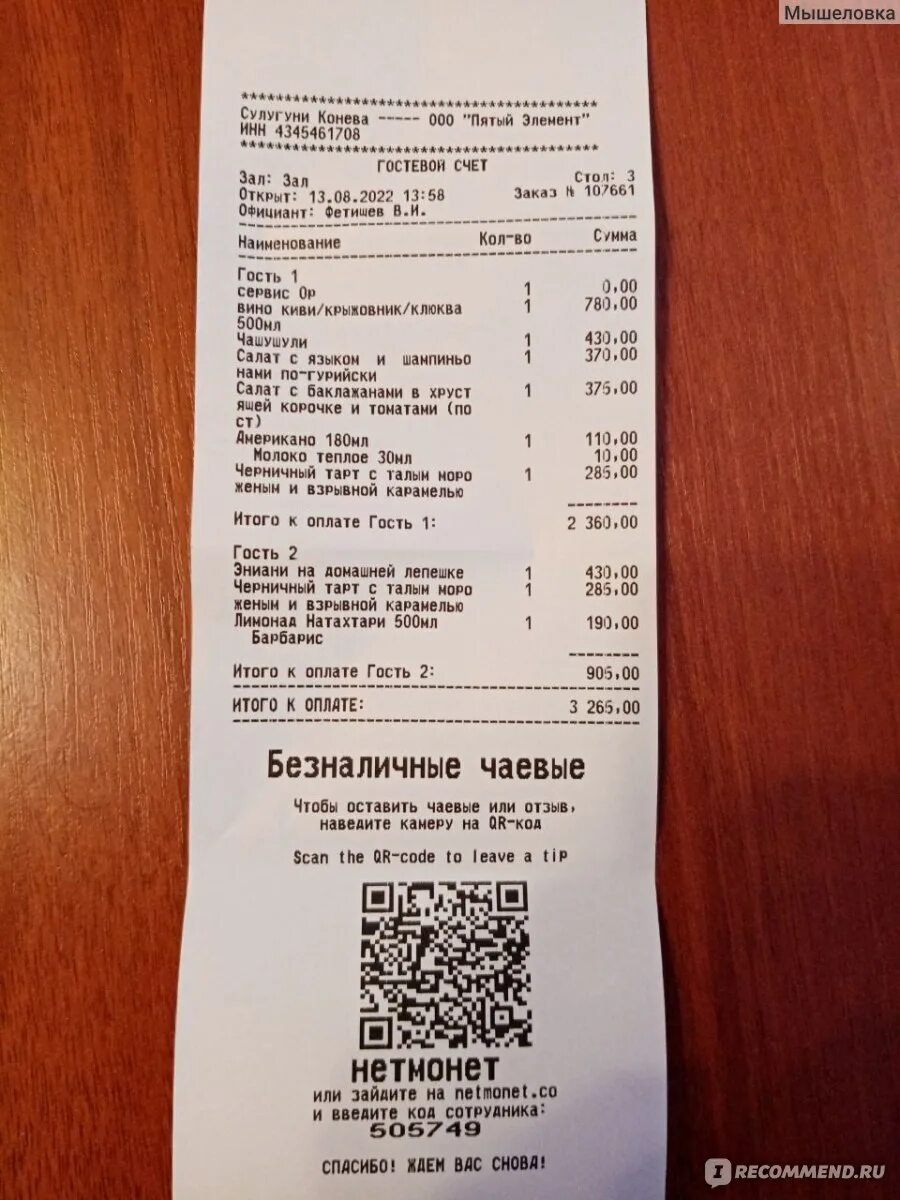 Мышеловка
*****************************************
Сулугуни Конева ----- ООО "Пятый Элемент"
ИНН 4345461708
*****************************************
ГОСТЕВОЙ СЧЕТ
Зал: Зал Стол: 3
Открыт: 13.08.2022 13:58 Заказ № 107661
Официант: Фетищев В.И.
Наименование Кол-во Сумма
Гость 1
сервис 0р 1 0,00
вино киви/крыжовник/клюква 1 780,00
500мл
Чашушули 1 430,00
Салат с языком и шампиньо 1 370,00
нами по-гурийски
Салат с баклажанами в хруст 1 375,00
ящей корочке и томатами (по
ст)
Американо 180мл 1 110,00
Молоко теплое 30мл 10,00
Черничный тарт с талым моро 1 285,00
женым и взрывной карамелью
Итого к оплате Гость 1: 2 360,00
Гость 2
Эниани на домашней лепешке 1 430,00
Черничный тарт с талым моро 1 285,00
женым и взрывной карамелью
Лимонад Натахтари 500мл 1 190,00
Барбарис
Итого к оплате Гость 2: 905,00
ИТОГО К ОПЛАТЕ: 3 265,00
Безналичные чаевые
Чтобы оставить чаевые или отзыв,
наведите камеру на QR-код
Scan the QR-code to leave a tip
нетмонет
или зайдите на netmonet.co
и введите код сотрудника:
505749
СПАСИБО! ЖДЕМ ВАС СНОВА!
IRECOMMEND.RU